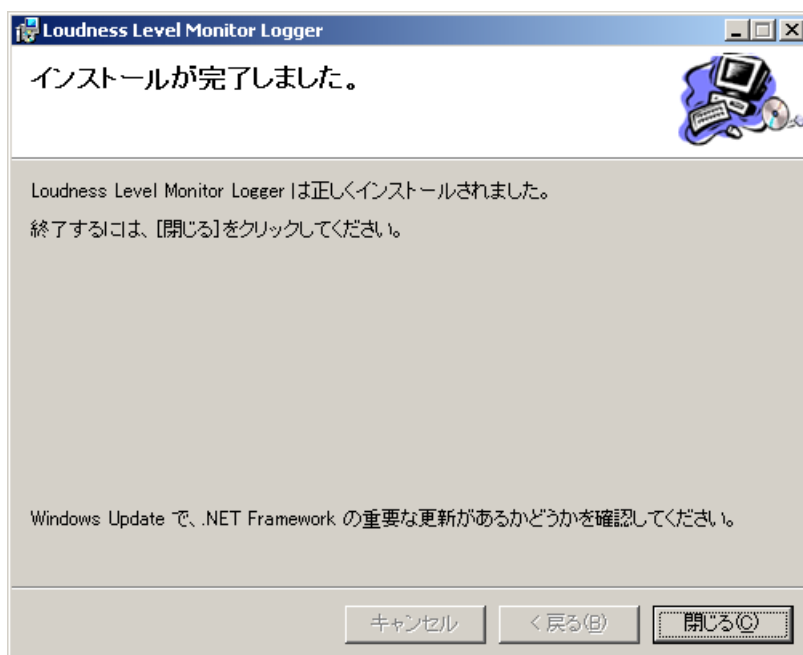 Loudness Level Monitor Logger
インストールが完了しました。
Loudness Level Monitor Logger は正しくインストールされました。
終了するには、[閉じる]をクリックしてください。
Windows Update で、.NET Framework の重要な更新があるかどうかを確認してください。
キャンセル
< 戻る(B)
閉じる(C)